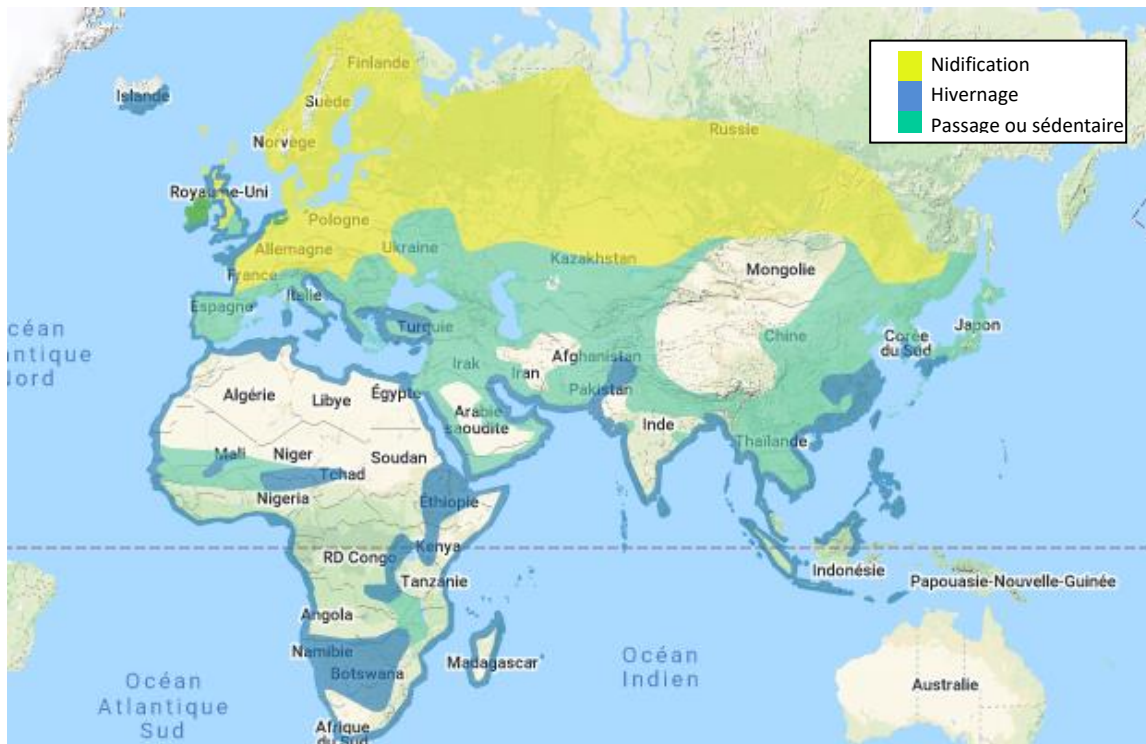 Nidification
Hivernage
Passage ou sédentaire
Finlande
Islande
Suède
Norvège
Russie
Royaume-Uni
Pologne
Allemagne
Ukraine
France
Kazakhstan
Mongolie
Italie
Espagne
Turquie
Chine
Corée
du Sud
Japon
océan
lantique
Nord
Irak
Iran
Afghanistan
Algérie
Libye
Égypte
Pakistan
Arabie
saoudite
Inde
Mali
Niger
Tchad
Soudan
Thaïlande
Nigeria
Éthiopie
RD Congo
Kenya
Tanzanie
Indonésie
Papouasie-Nouvelle-Guinée
Angola
Namibie
Botswana
Madagascar
Océan
Indien
Australie
Océan
Atlantique
Sud
Afrique
du Sud